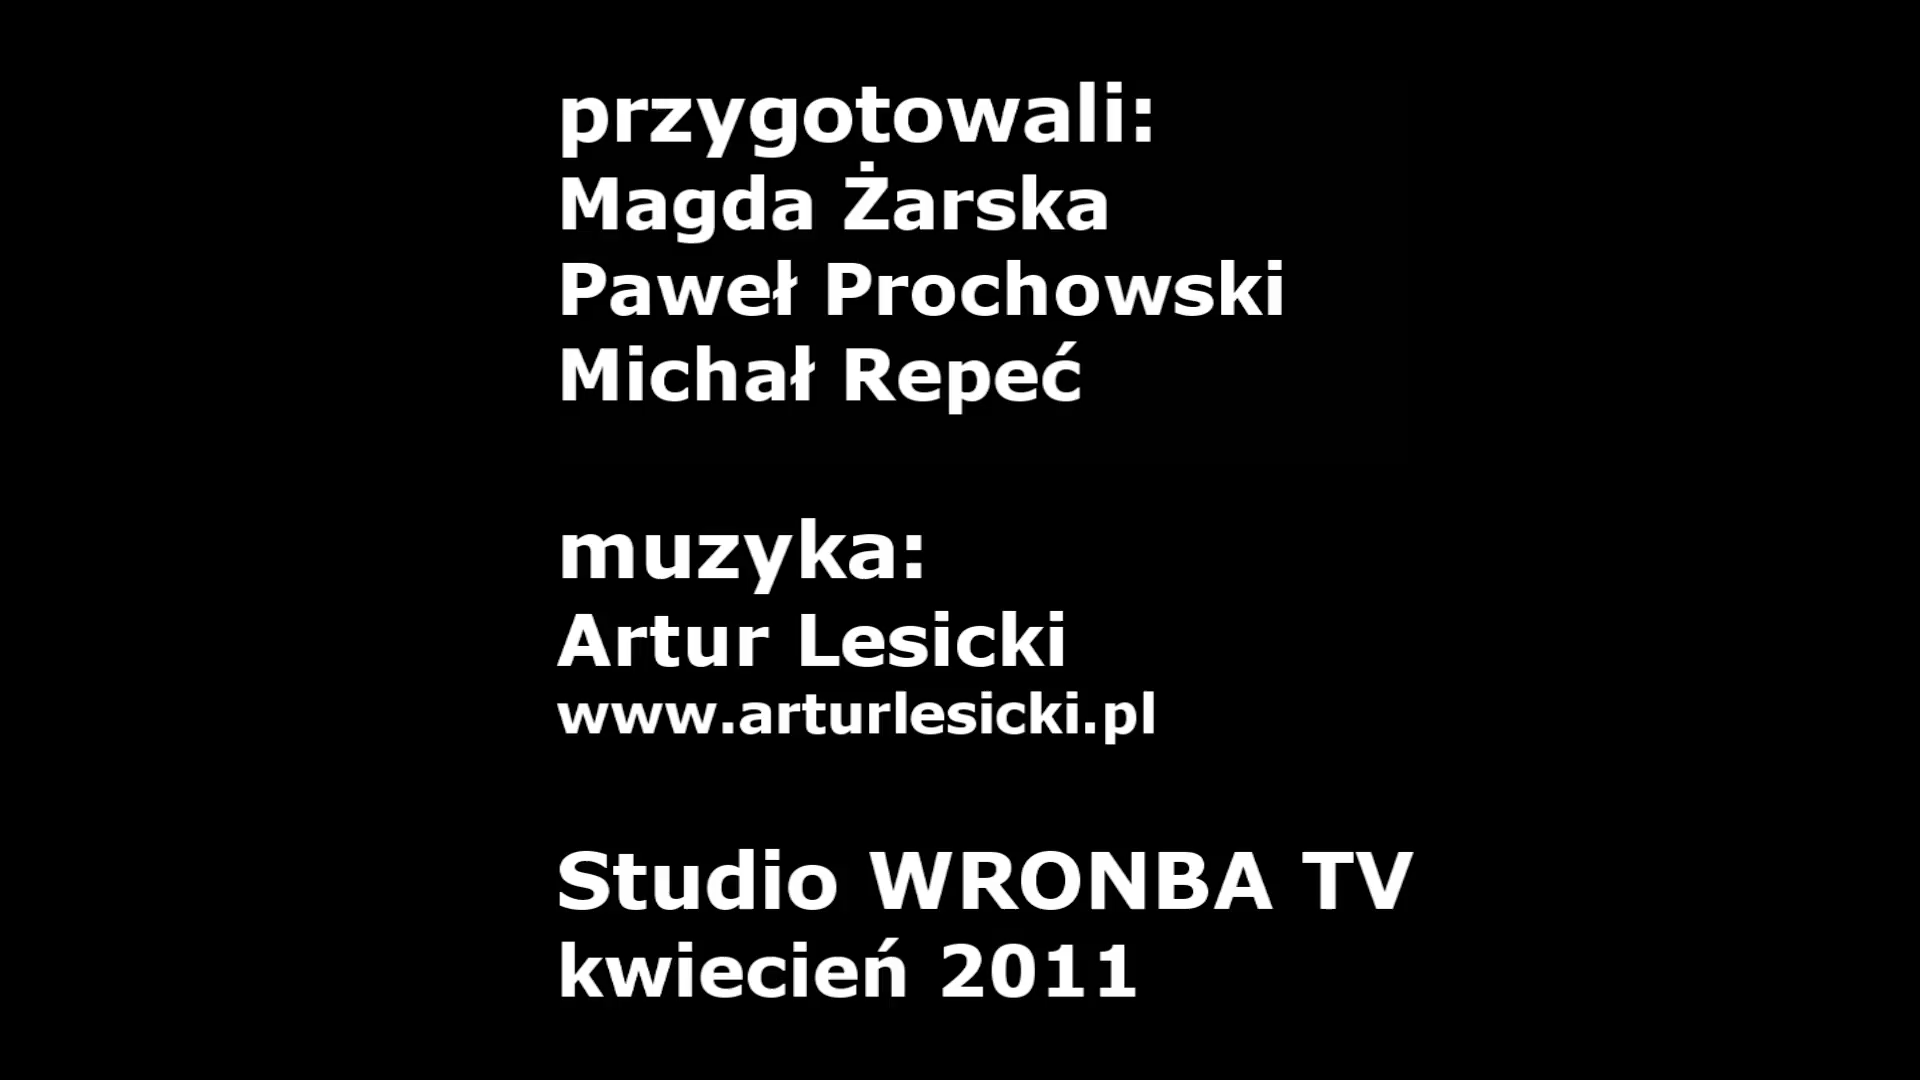 przygotowali:
Magda Żarska
Paweł Prochowski
Michał Repeć
muzyka:
Artur Lesicki
www.arturlesicki.pl
Studio WRONBA TV
kwiecień 2011